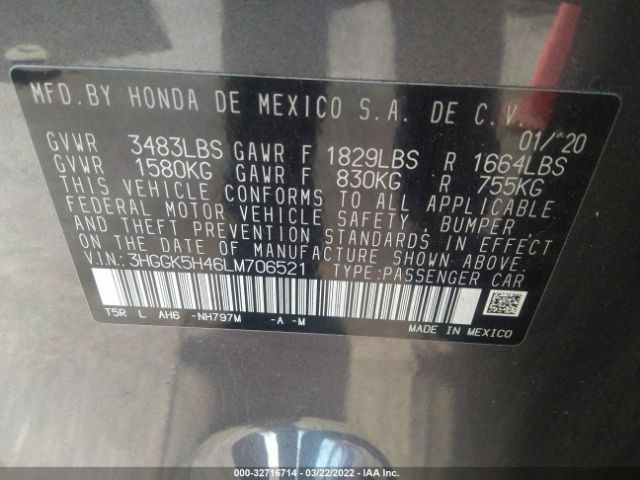 MFD.BY HONDA DE MEXICO S.A. DE C.V.
01/'20
GVWR 3483LBS GAWR F 1829LBS R 1664LBS
GVWR 1580KG GAWR F 830KG R 755KG
THIS VEHICLE CONFORMS TO ALL APPLICABLE
FEDERAL MOTOR VEHICLE SAFETY, BUMPER,
AND THEFT PREVENTION STANDARDS IN EFFECT
ON THE DATE OF MANUFACTURE SHOWN ABOVE.
V.I.N: 3HGGK5H46LM706521 TYPE:PASSENGER CAR
T5R L AH6 -NH797M -A -M
MADE IN MEXICO
000-32716714 - 03/22/2022 - IAA Inc.